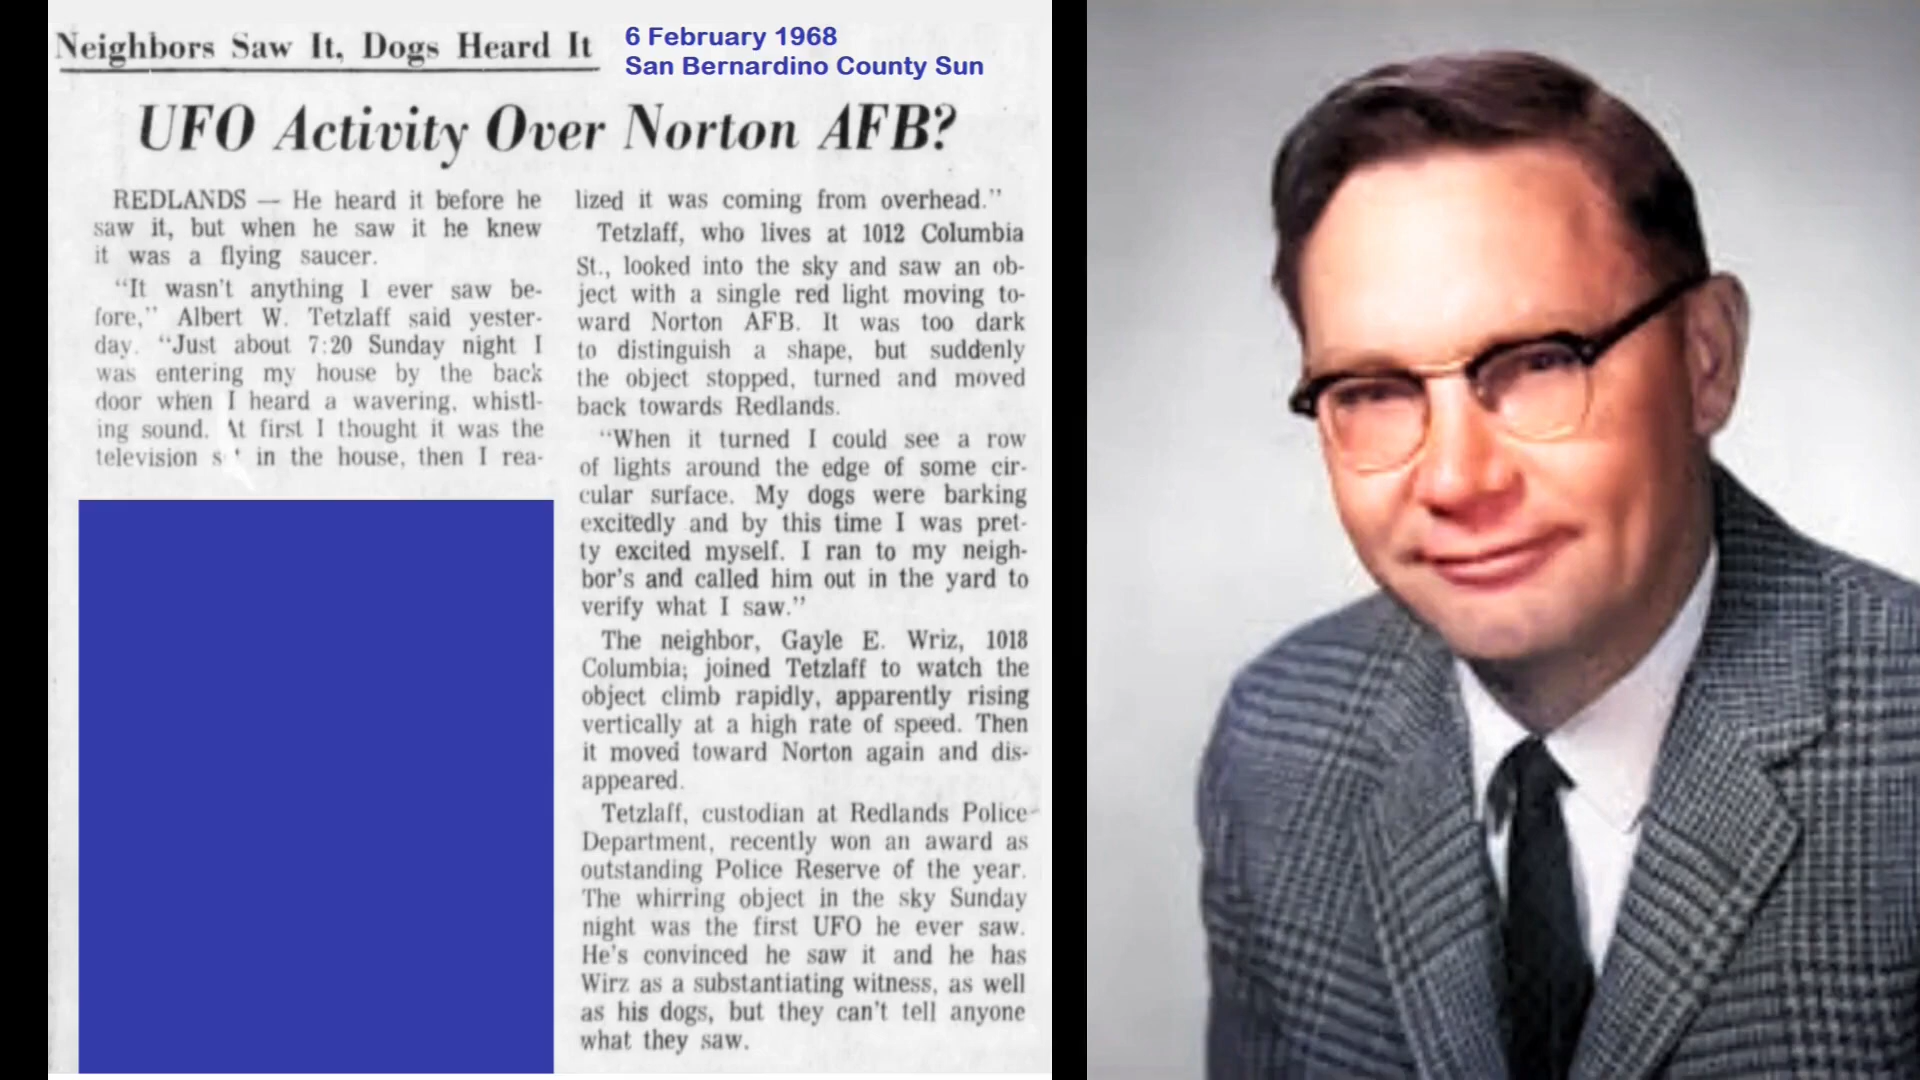 Neighbors Saw It, Dogs Heard It
6 February 1968
San Bernardino County Sun
UFO Activity Over Norton AFB?
REDLANDS — He heard it before he
saw it, but when he saw it he knew
it was a flying saucer.
"It wasn't anything I ever saw be-
fore," Albert W. Tetzlaff said yester-
day. "Just about 7:20 Sunday night I
was entering my house by the back
door when I heard a wavering, whistl-
ing sound. At first I thought it was the
television in the house, then I rea-
lized it was coming from overhead."
Tetzlaff, who lives at 1012 Columbia
St., looked into the sky and saw an ob-
ject with a single red light moving to-
ward Norton AFB. It was too dark
to distinguish a shape, but suddenly
the object stopped, turned and moved
back towards Redlands.
"When it turned I could see a row
of lights around the edge of some cir-
cular surface. My dogs were barking
excitedly and by this time I was pret-
ty excited myself. I ran to my neigh-
bor's and called him out in the yard to
verify what I saw."
The neighbor, Gayle E. Wriz, 1018
Columbia; joined Tetzlaff to watch the
object climb rapidly, apparently rising
vertically at a high rate of speed. Then
it moved toward Norton again and dis-
appeared.
Tetzlaff, custodian at Redlands Police
Department, recently won an award as
outstanding Police Reserve of the year.
The whirring object in the sky Sunday
night was the first UFO he ever saw.
He's convinced he saw it and he has
Wirz as a substantiating witness, as well
as his dogs, but they can't tell anyone
what they saw.